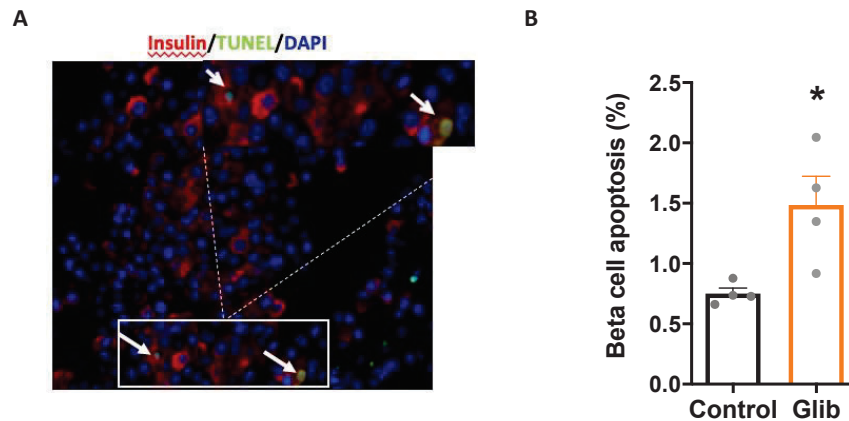 A
Insulin/TUNEL/DAPI
B
Beta cell apoptosis (%)
2.5
2.0
1.5
1.0
0.5
0.0
*
Control Glib